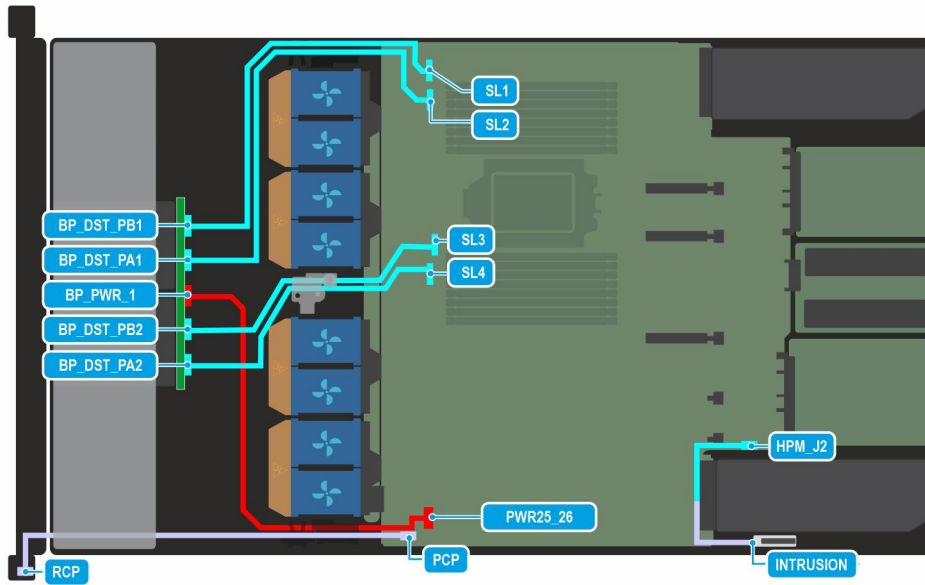 SL1
SL2
BP_DST_PB1
BP_DST_PA1
BP_PWR_1
BP_DST_PB2
BP_DST_PA2
SL3
SL4
HPM_J2
PWR25_26
PCP
INTRUSION
RCP